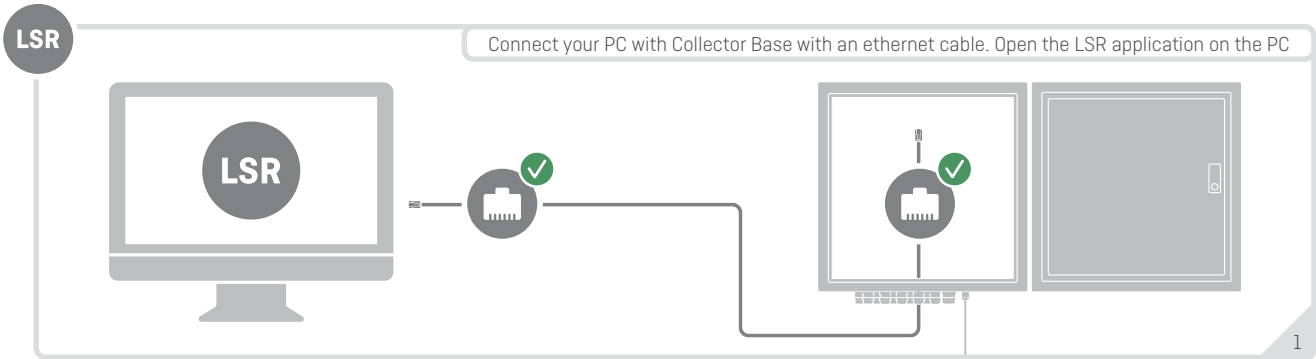 LSR
Connect your PC with Collector Base with an ethernet cable. Open the LSR application on the PC
LSR
1